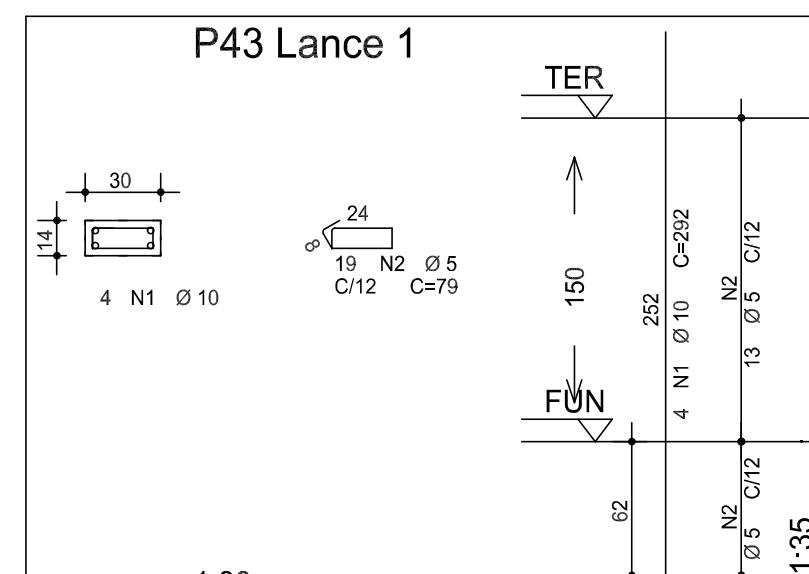 P43 Lance 1
TER
30
14
4 N1 Ø 10
24
8
19 N2 Ø 5
C/12 C=79
150
252
4 N1 Ø 10 C=292
N2
13 Ø 5 C/12
FUN
62
N2
Ø 5 C/12
1:35